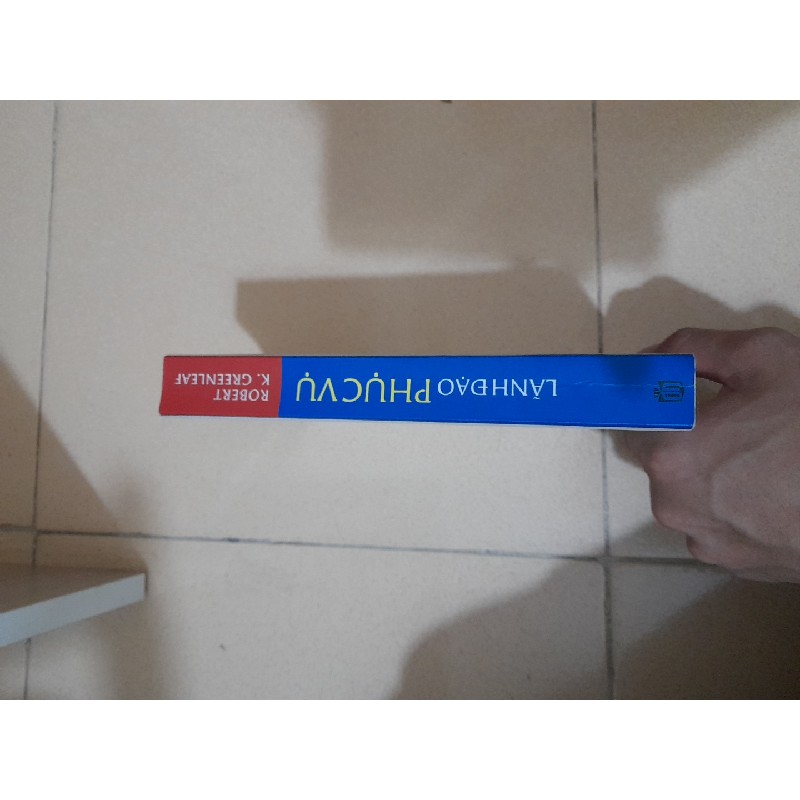 LÃNH ĐẠO PHỤC VỤ
ROBERT
K. GREENLEAF